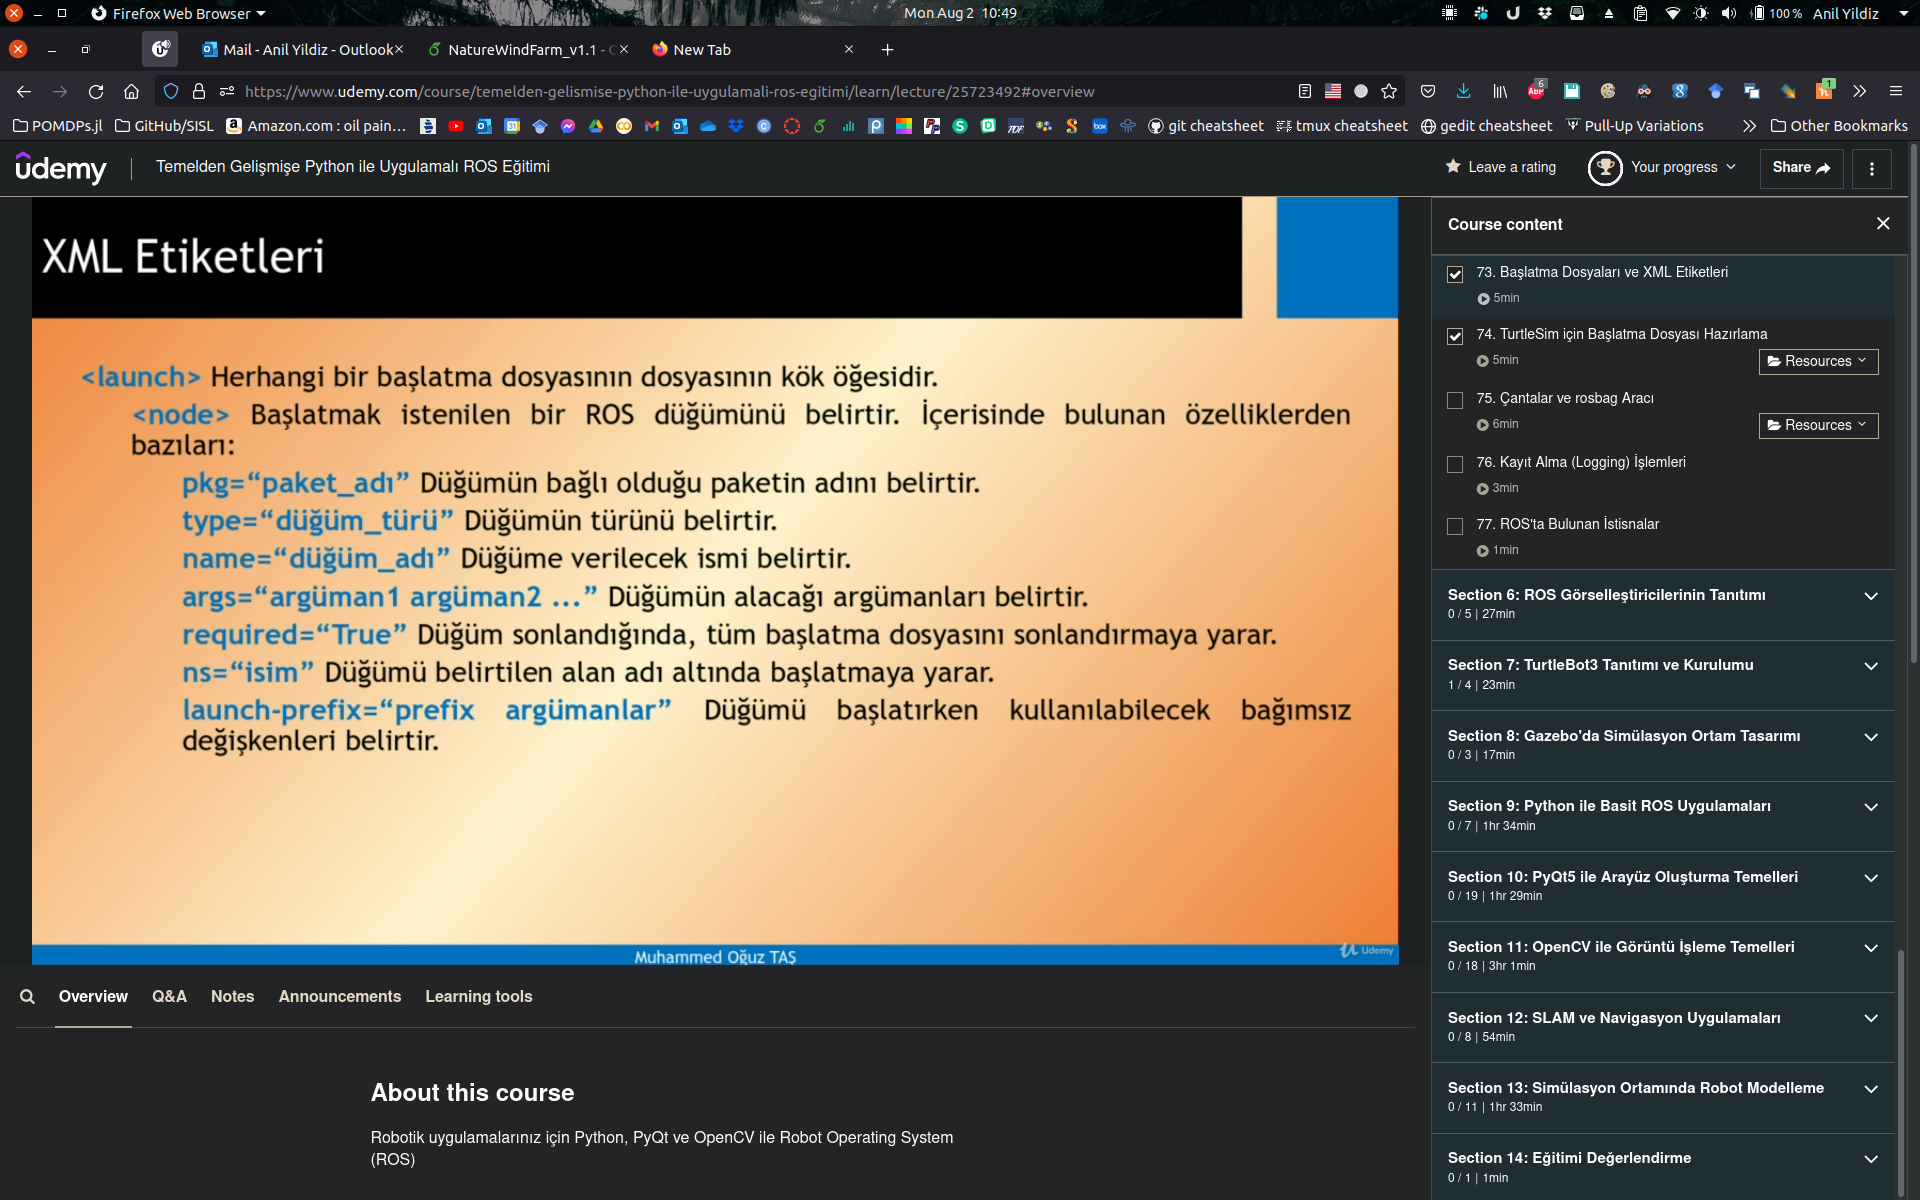 Firefox Web Browser
Mon Aug 2 10:49
100 %
Anil Yildiz
Mail - Anil Yildiz - Outlook
NatureWindFarm_v1.1 -
New Tab
https://www.udemy.com/course/temelden-gelismise-python-ile-uygulamali-ros-egitimi/learn/lecture/25723492#overview
POMDPs.jl
GitHub/SISL
Amazon.com : oil pain...
git cheatsheet
tmux cheatsheet
gedit cheatsheet
Pull-Up Variations
Other Bookmarks
ûdemy
Temelden Gelişmişe Python ile Uygulamalı ROS Eğitimi
Leave a rating
Your progress
Share
XML Etiketleri
<launch> Herhangi bir başlatma dosyasının dosyasının kök öğesidir.
<node> Başlatmak istenilen bir ROS düğümünü belirtir. İçerisinde bulunan özelliklerden
bazıları:
pkg=“paket_adı” Düğümün bağlı olduğu paketin adını belirtir.
type=“düğüm_türü” Düğümün türünü belirtir.
name=“düğüm_adı” Düğüme verilecek ismi belirtir.
args=“argüman1 argüman2 ...” Düğümün alacağı argümanları belirtir.
required=“True” Düğüm sonlandığında, tüm başlatma dosyasını sonlandırmaya yarar.
ns=“isim” Düğümü belirtilen alan adı altında başlatmaya yarar.
launch-prefix=“prefix argümanlar” Düğümü başlatırken kullanılabilecek bağımsız
değişkenleri belirtir.
Muhammed Oğuz TAŞ
Udemy
Course content
73. Başlatma Dosyaları ve XML Etiketleri
5min
74. TurtleSim için Başlatma Dosyası Hazırlama
5min
Resources
75. Çantalar ve rosbag Aracı
6min
Resources
76. Kayıt Alma (Logging) İşlemleri
3min
77. ROS'ta Bulunan İstisnalar
1min
Section 6: ROS Görselleştiricilerinin Tanıtımı
0 / 5 | 27min
Section 7: TurtleBot3 Tanıtımı ve Kurulumu
1 / 4 | 23min
Section 8: Gazebo'da Simülasyon Ortam Tasarımı
0 / 3 | 17min
Section 9: Python ile Basit ROS Uygulamaları
0 / 7 | 1hr 34min
Section 10: PyQt5 ile Arayüz Oluşturma Temelleri
0 / 19 | 1hr 29min
Section 11: OpenCV ile Görüntü İşleme Temelleri
0 / 18 | 3hr 1min
Section 12: SLAM ve Navigasyon Uygulamaları
0 / 8 | 54min
Section 13: Simülasyon Ortamında Robot Modelleme
0 / 11 | 1hr 33min
Section 14: Eğitimi Değerlendirme
0 / 1 | 1min
Overview
Q&A
Notes
Announcements
Learning tools
About this course
Robotik uygulamalarınız için Python, PyQt ve OpenCV ile Robot Operating System
(ROS)